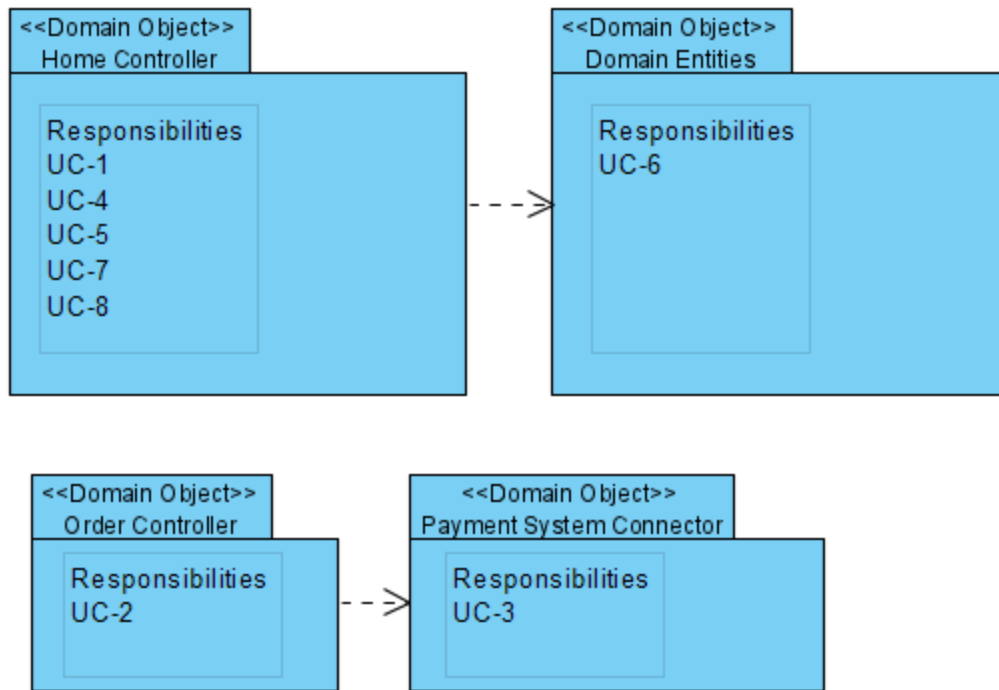 <<Domain Object>>
Home Controller
Responsibilities
UC-1
UC-4
UC-5
UC-7
UC-8
<<Domain Object>>
Domain Entities
Responsibilities
UC-6
<<Domain Object>>
Order Controller
Responsibilities
UC-2
<<Domain Object>>
Payment System Connector
Responsibilities
UC-3